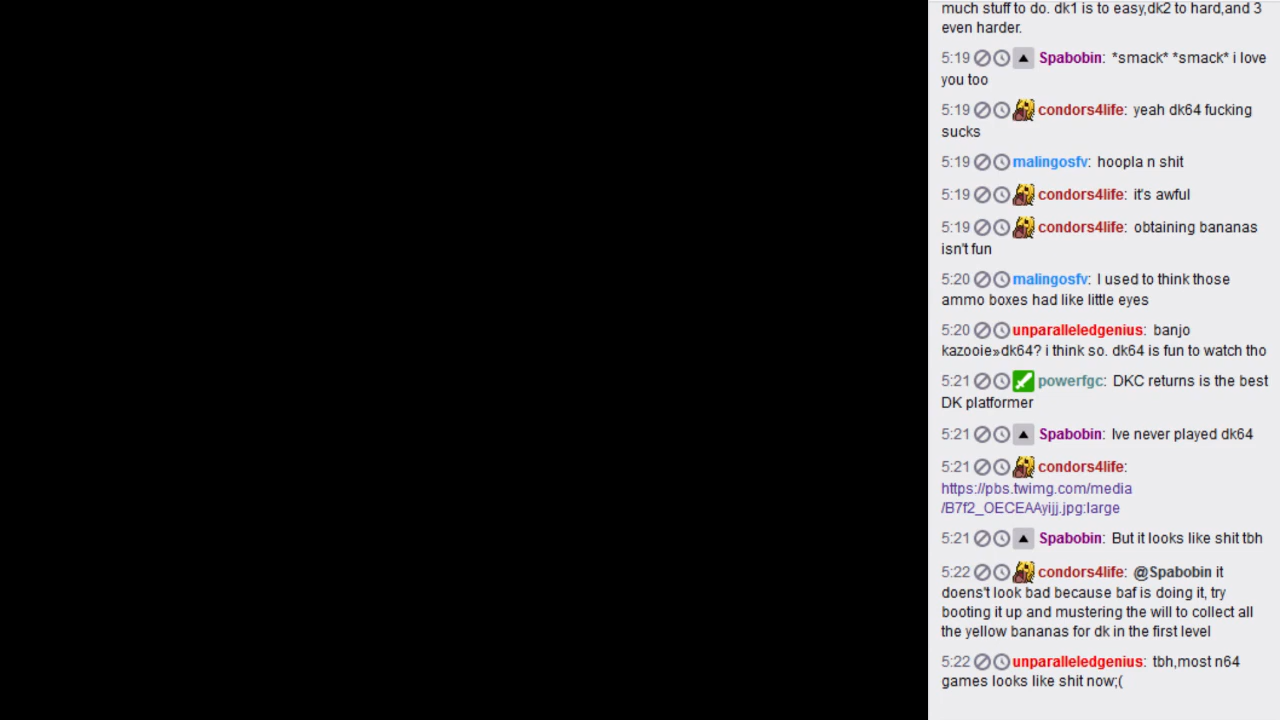 much stuff to do. dk1 is to easy,dk2 to hard,and 3
even harder.
5:19 Spabobin: *smack* *smack* i love
you too
5:19 condors4life: yeah dk64 fucking
sucks
5:19 malingosfv: hoopla n shit
5:19 condors4life: it's awful
5:19 condors4life: obtaining bananas
isn't fun
5:20 malingosfv: I used to think those
ammo boxes had like little eyes
5:20 unparalleledgenius: banjo
kazooie»dk64? i think so. dk64 is fun to watch tho
5:21 powerfgc: DKC returns is the best
DK platformer
5:21 Spabobin: Ive never played dk64
5:21 condors4life:
https://pbs.twimg.com/media
/B7f2_OECEAAyijj.jpg:large
5:21 Spabobin: But it looks like shit tbh
5:22 condors4life: @Spabobin it
doens't look bad because baf is doing it, try
booting it up and mustering the will to collect all
the yellow bananas for dk in the first level
5:22 unparalleledgenius: tbh,most n64
games looks like shit now;(